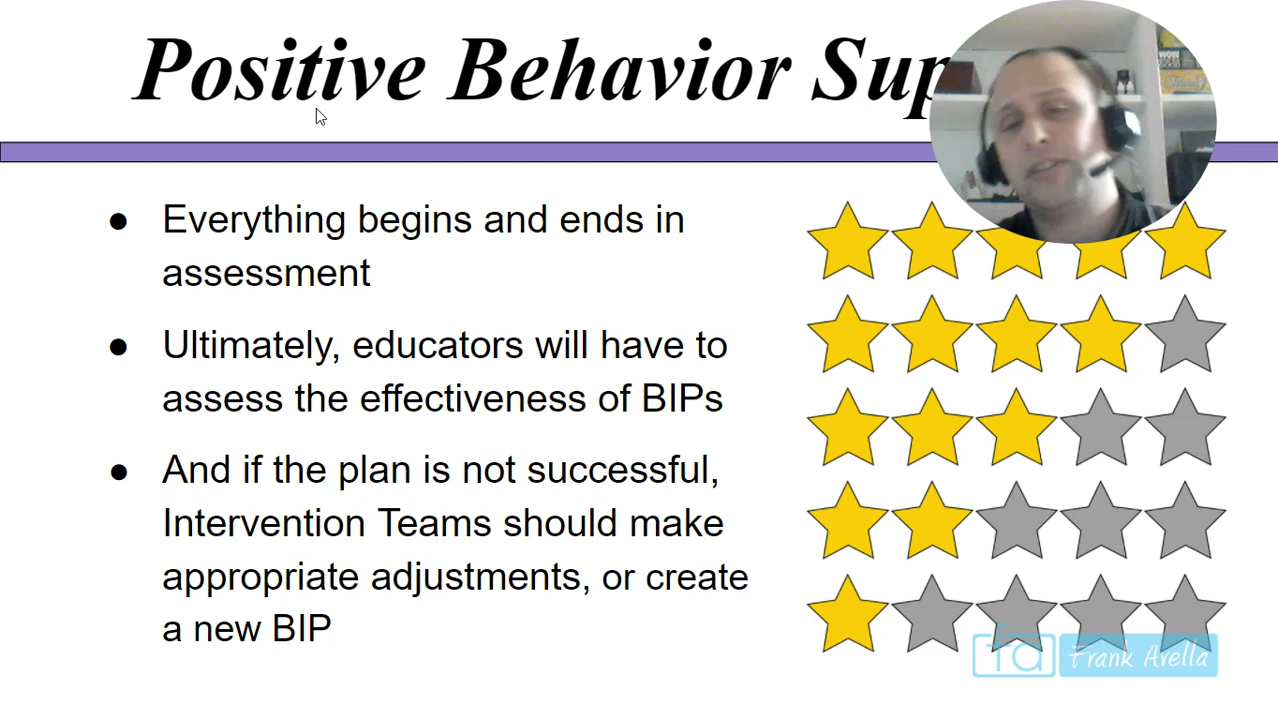 Positive Behavior Sup
● Everything begins and ends in
assessment
● Ultimately, educators will have to
assess the effectiveness of BIPs
● And if the plan is not successful,
Intervention Teams should make
appropriate adjustments, or create
a new BIP
fa Frank Avella